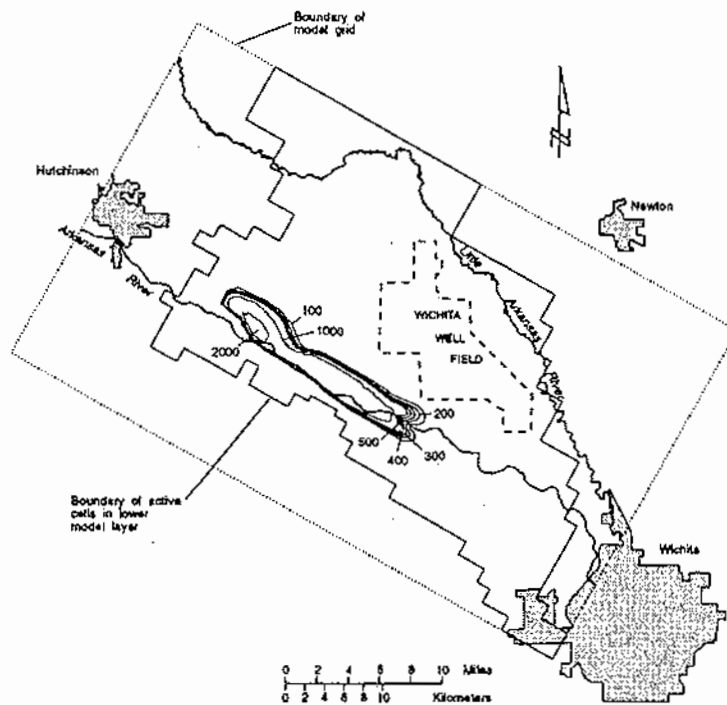 Boundary of
model grid
Hutchinson
Newton
Arkansas
River
Little
Arkansas
River
WICHITA
WELL
FIELD
100
1000
2000
200
500
300
400
Boundary of active
cells in lower
model layer
Wichita
0 2 4 6 8 10 Miles
0 2 4 6 8 10 Kilometers